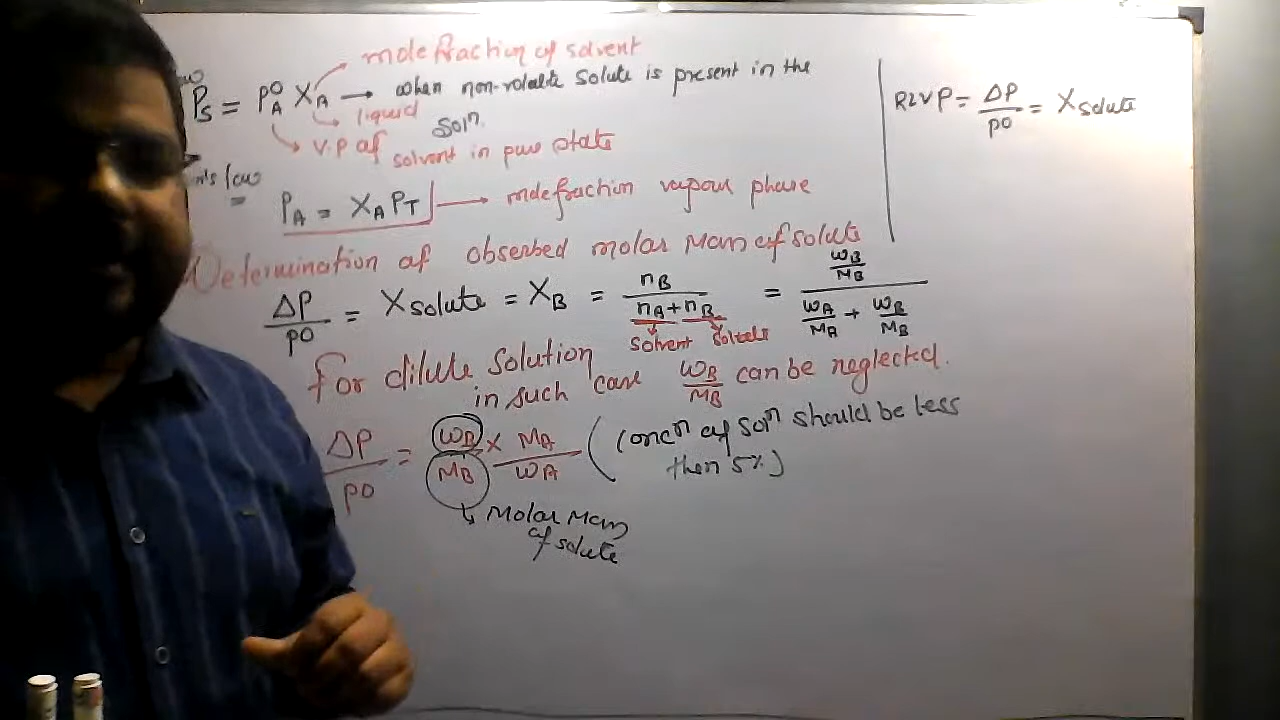 mole fraction of solvent
Ps = P°A XA → when non-volatile solute is present in the
liquid soln.
V.P of solvent in pure state
n's law
PA = XA PT → mole fraction vapour phase
RLVP = ΔP/P° = Xsolute
Determination of observed molar Mass of solute
ΔP/P° = Xsolute = XB = nB/(nA+nB) = (WB/MB)/(WA/MA + WB/MB)
solvent
For dilute solution
in such case WB/MB can be neglected.
ΔP/P° = WB/MB × MA/WA (concn of soln should be less
then 5%)
Molar Mass
of solute